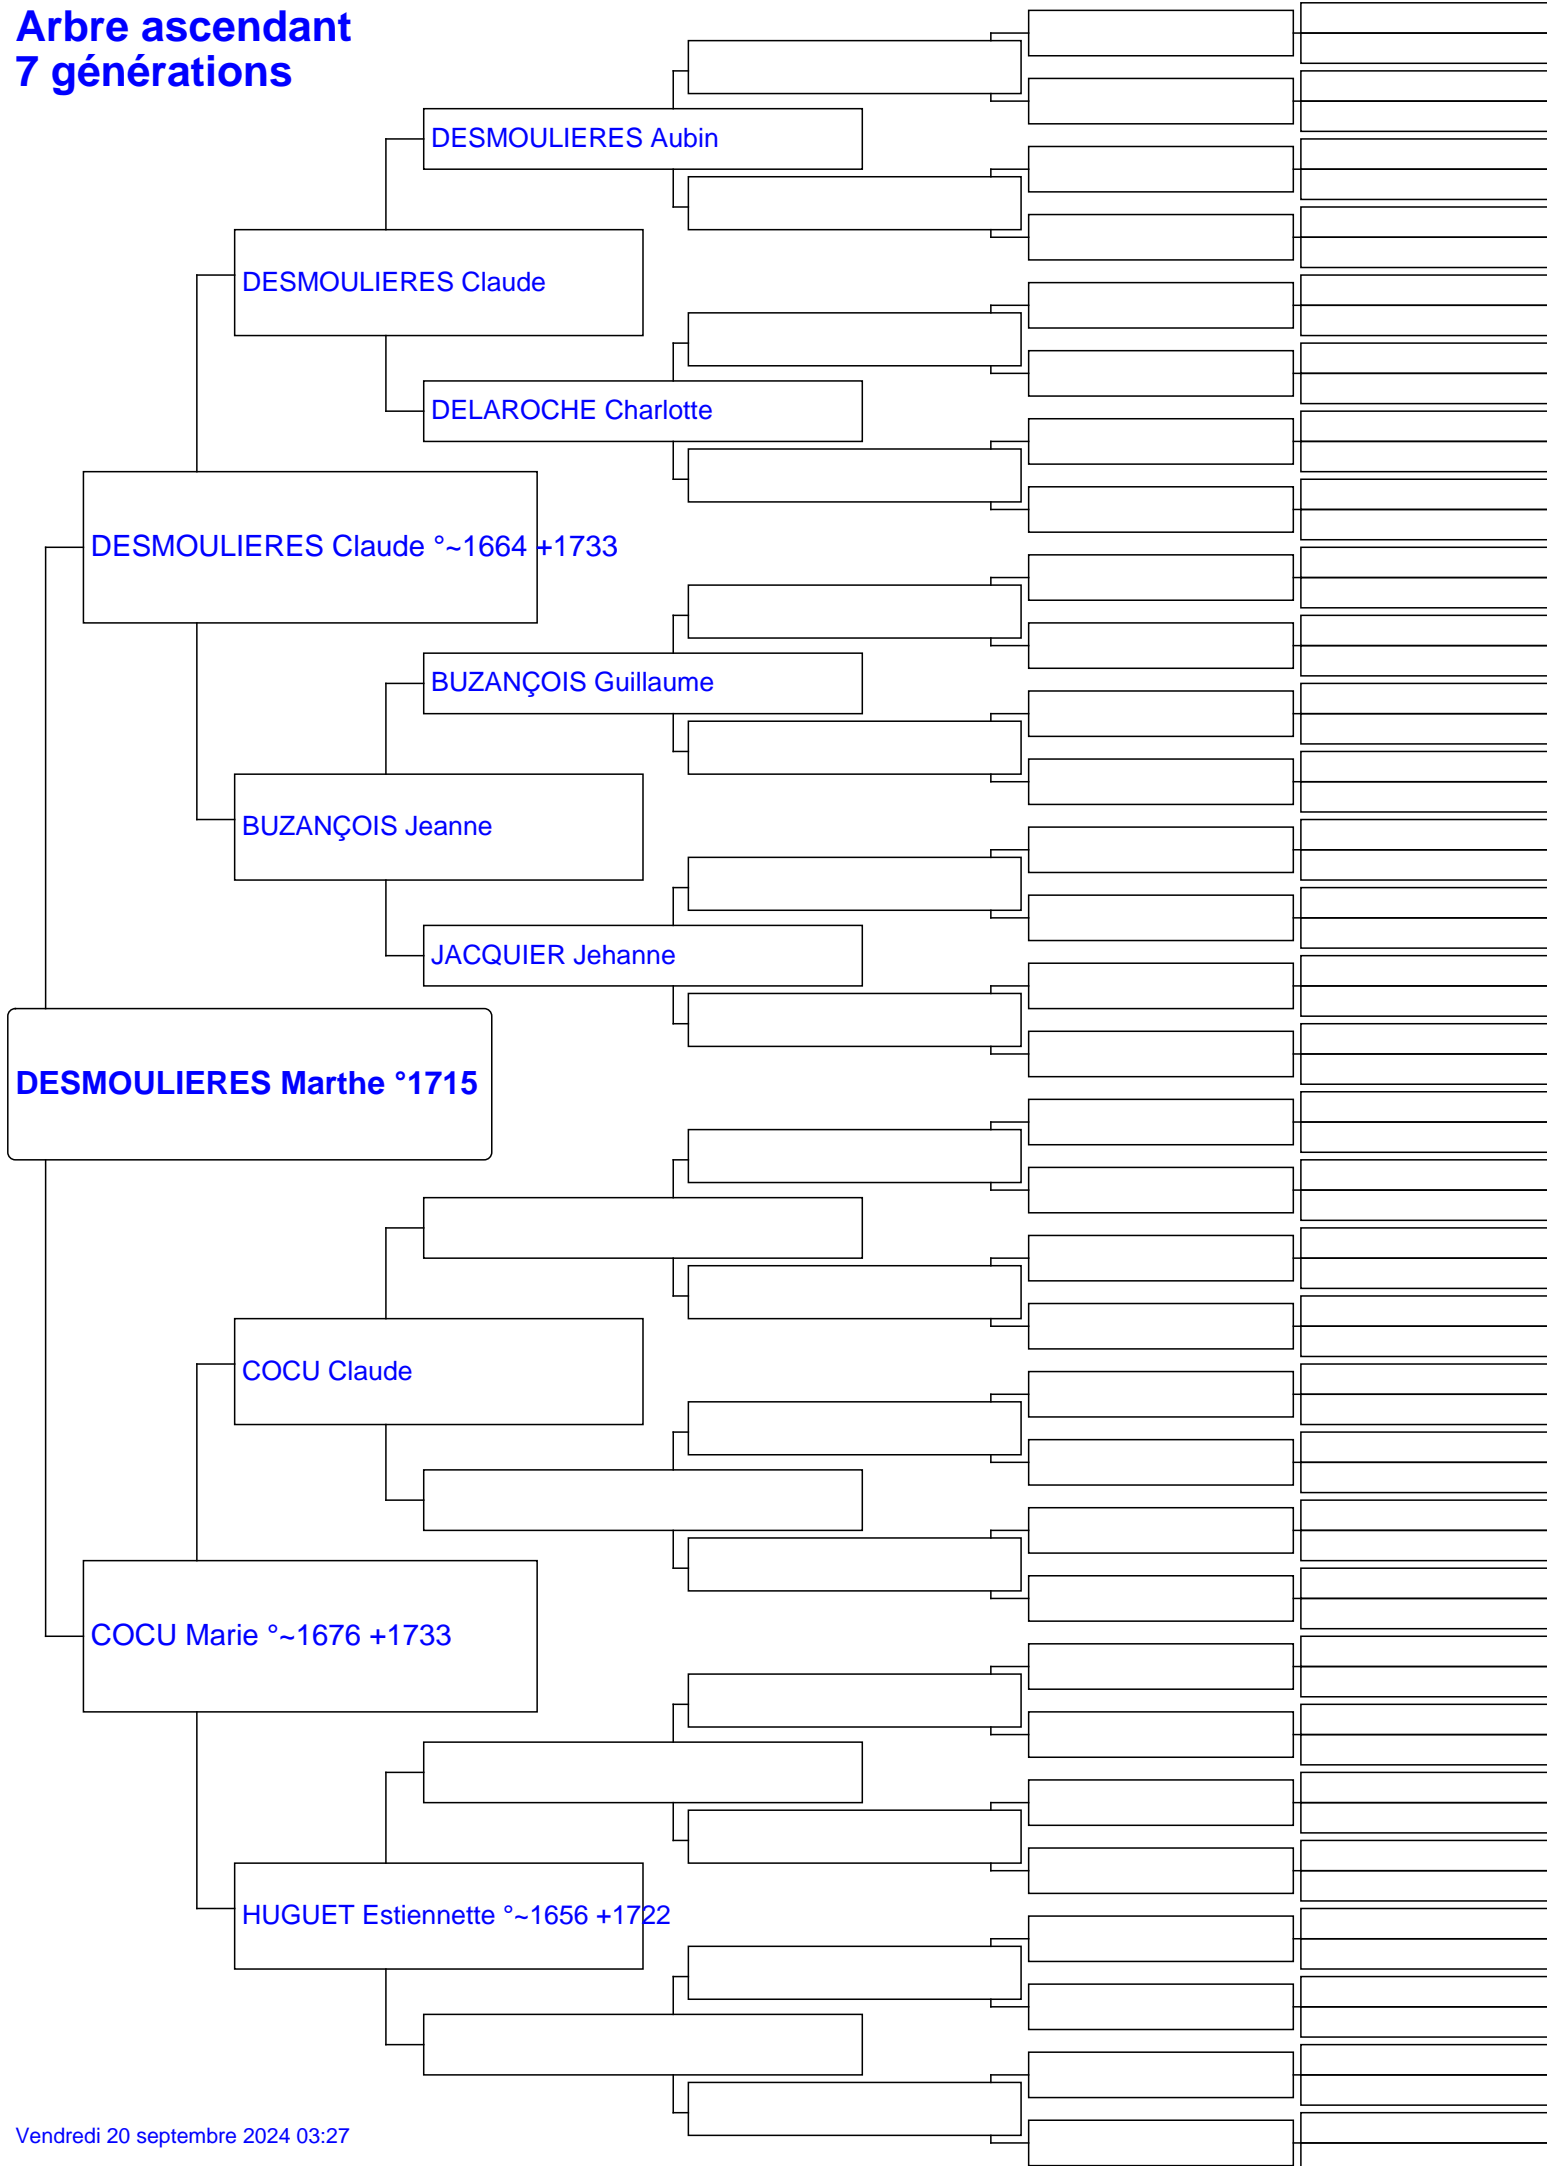 Arbre ascendant
7 générations
DESMOULIERES Aubin
DESMOULIERES Claude
DELAROCHE Charlotte
DESMOULIERES Claude °~1664 +1733
BUZANÇOIS Guillaume
BUZANÇOIS Jeanne
JACQUIER Jehanne
DESMOULIERES Marthe °1715
COCU Claude
COCU Marie °~1676 +1733
HUGUET Estiennette °~1656 +1722
Vendredi 20 septembre 2024 03:27